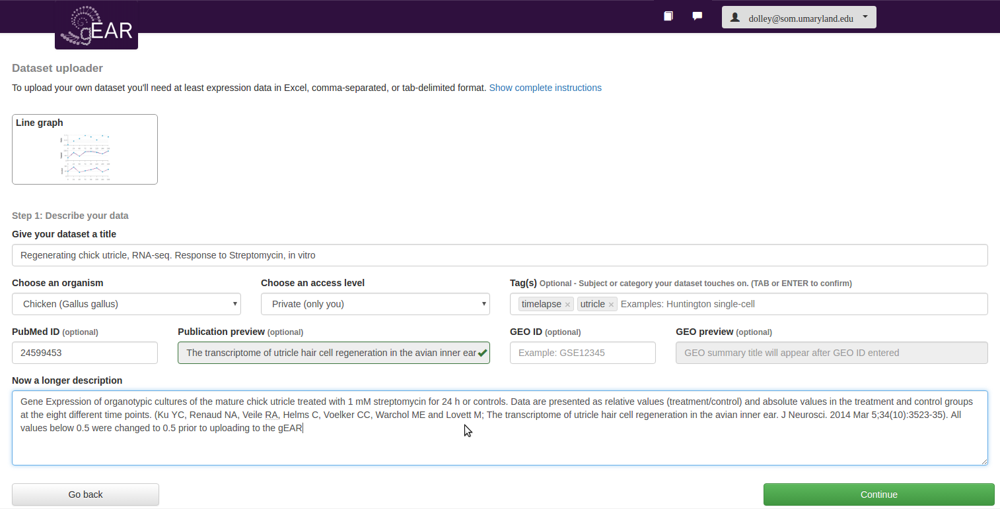 gEAR
dolley@som.umaryland.edu
Dataset uploader
To upload your own dataset you'll need at least expression data in Excel, comma-separated, or tab-delimited format. Show complete instructions
Line graph
Step 1: Describe your data
Give your dataset a title
Regenerating chick utricle, RNA-seq. Response to Streptomycin, in vitro
Choose an organism
Choose an access level
Tag(s) Optional - Subject or category your dataset touches on. (TAB or ENTER to confirm)
Chicken (Gallus gallus)
Private (only you)
timelapse × utricle × Examples: Huntington single-cell
PubMed ID (optional)
Publication preview (optional)
GEO ID (optional)
GEO preview (optional)
24599453
The transcriptome of utricle hair cell regeneration in the avian inner ear
Example: GSE12345
GEO summary title will appear after GEO ID entered
Now a longer description
Gene Expression of organotypic cultures of the mature chick utricle treated with 1 mM streptomycin for 24 h or controls. Data are presented as relative values (treatment/control) and absolute values in the treatment and control groups
at the eight different time points. (Ku YC, Renaud NA, Veile RA, Helms C, Voelker CC, Warchol ME and Lovett M; The transcriptome of utricle hair cell regeneration in the avian inner ear. J Neurosci. 2014 Mar 5;34(10):3523-35). All
values below 0.5 were changed to 0.5 prior to uploading to the gEAR
Go back
Continue